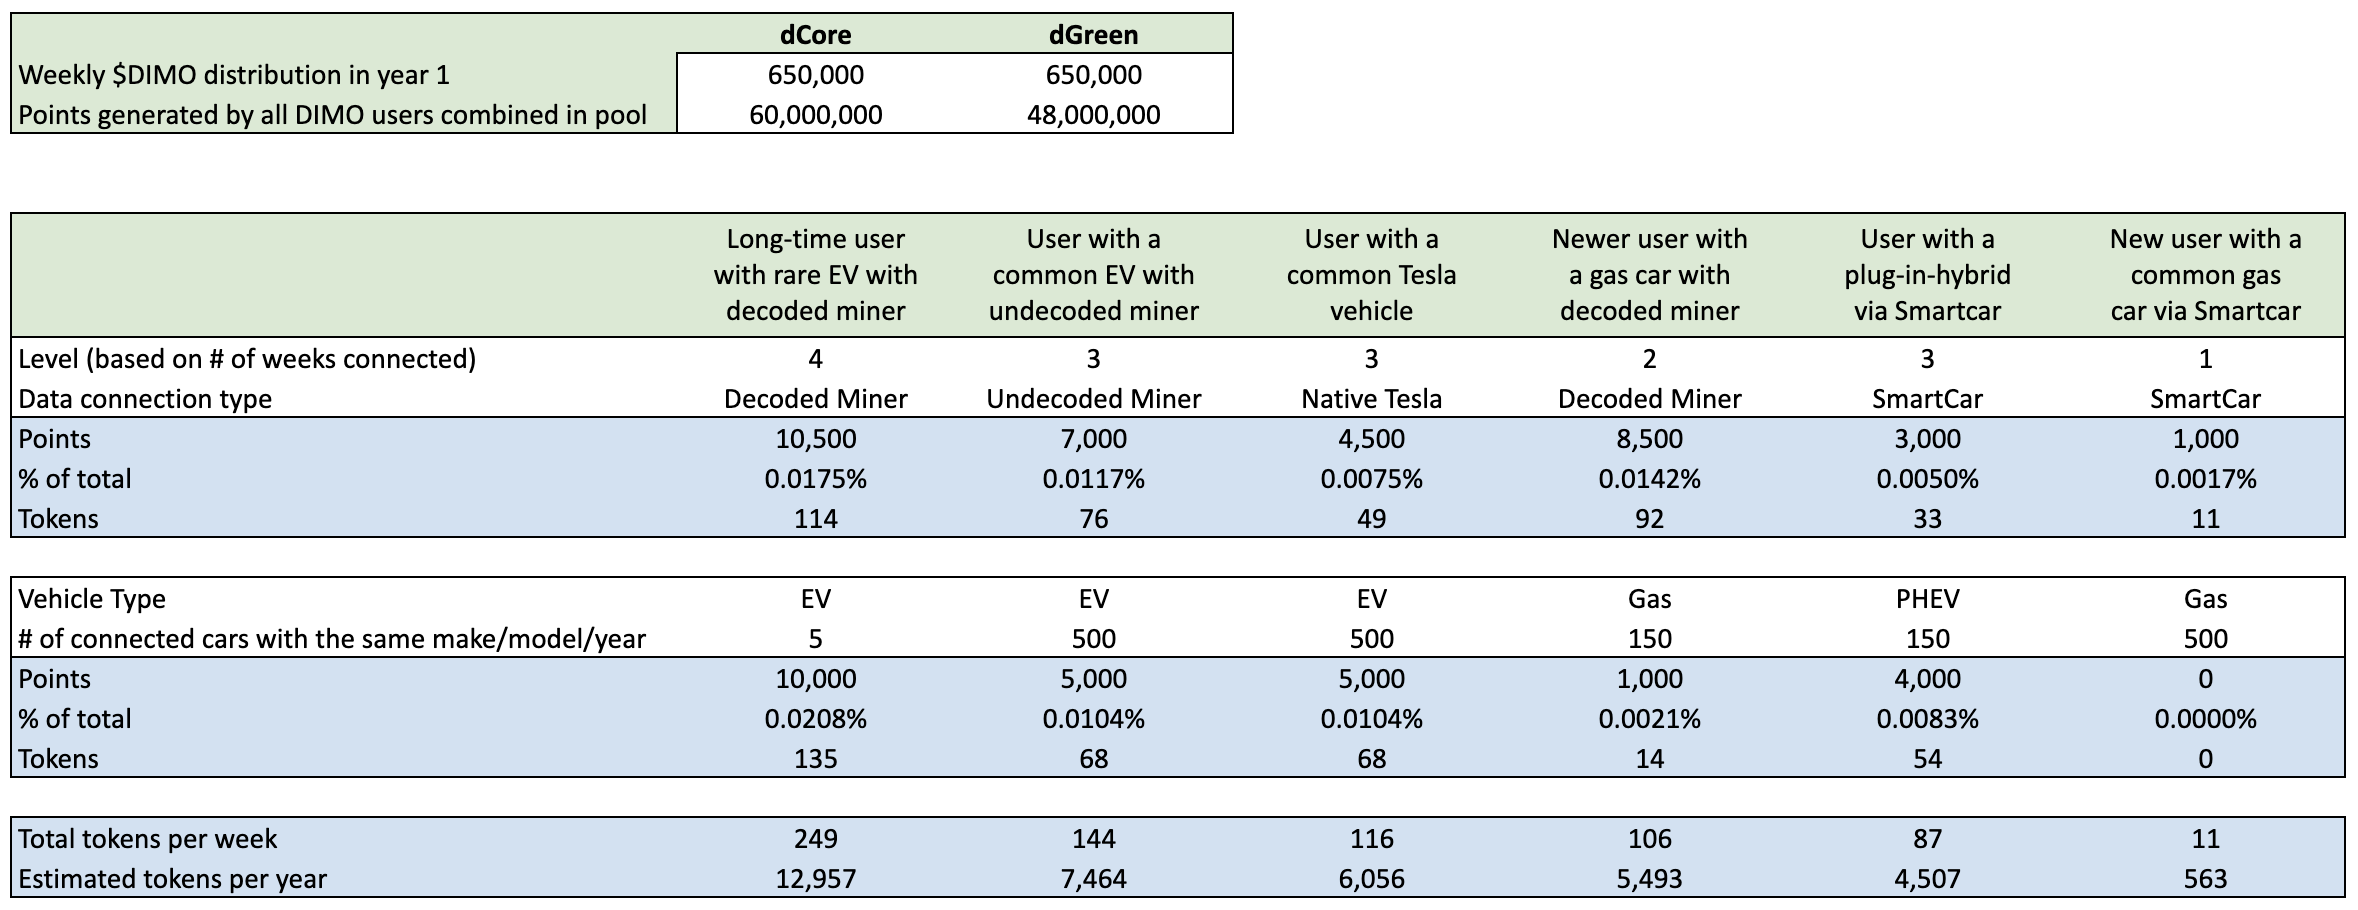 dCore dGreen
Weekly $DIMO distribution in year 1 650,000 650,000
Points generated by all DIMO users combined in pool 60,000,000 48,000,000
Long-time user User with a User with a Newer user with User with a New user with a
with rare EV with common EV with common Tesla a gas car with plug-in-hybrid common gas
decoded miner undecoded miner vehicle decoded miner via Smartcar car via Smartcar
Level (based on # of weeks connected) 4 3 3 2 3 1
Data connection type Decoded Miner Undecoded Miner Native Tesla Decoded Miner SmartCar SmartCar
Points 10,500 7,000 4,500 8,500 3,000 1,000
% of total 0.0175% 0.0117% 0.0075% 0.0142% 0.0050% 0.0017%
Tokens 114 76 49 92 33 11
Vehicle Type EV EV EV Gas PHEV Gas
# of connected cars with the same make/model/year 5 500 500 150 150 500
Points 10,000 5,000 5,000 1,000 4,000 0
% of total 0.0208% 0.0104% 0.0104% 0.0021% 0.0083% 0.0000%
Tokens 135 68 68 14 54 0
Total tokens per week 249 144 116 106 87 11
Estimated tokens per year 12,957 7,464 6,056 5,493 4,507 563